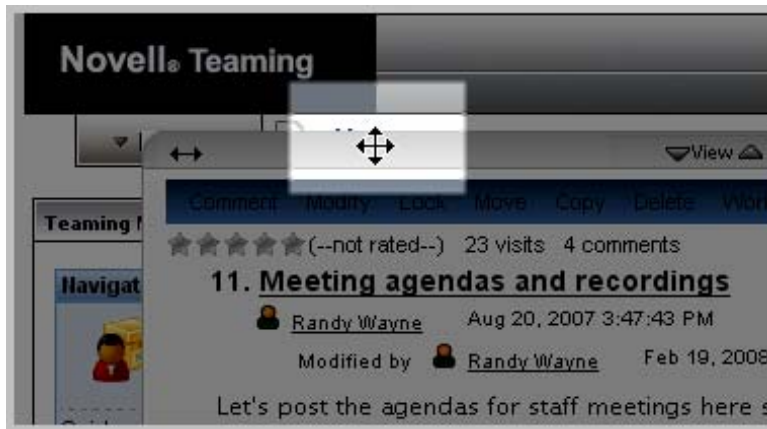 Novell® Teaming
View
Comment Modify Lock Move Copy Delete
Teaming
(--not rated--) 23 visits 4 comments
Navigat
11. Meeting agendas and recordings
Randy Wayne Aug 20, 2007 3:47:43 PM
Modified by Randy Wayne Feb 19, 2008
Let's post the agendas for staff meetings here